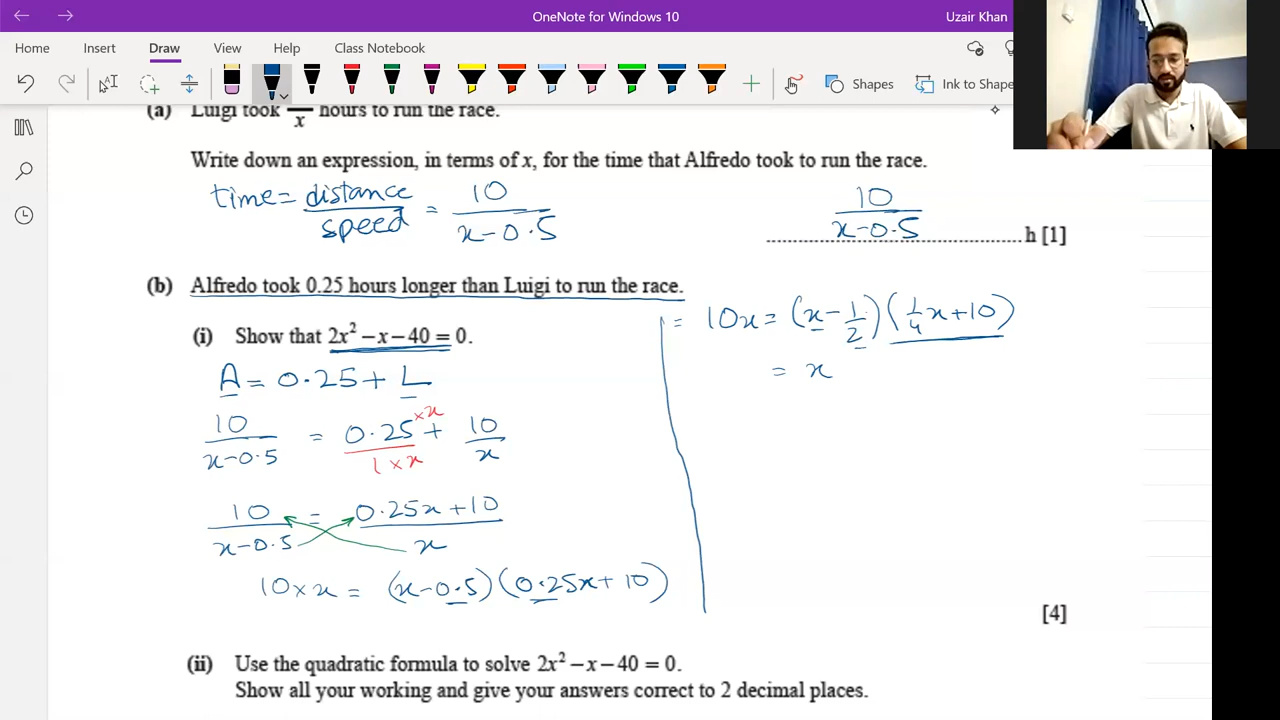 OneNote for Windows 10
Uzair Khan
Home Insert Draw View Help Class Notebook
Shapes
Ink to Shape
(a) Luigi took — x hours to run the race.
Write down an expression, in terms of x, for the time that Alfredo took to run the race.
time = distance / speed = 10 / x-0.5
10 / x-0.5
h [1]
(b) Alfredo took 0.25 hours longer than Luigi to run the race.
(i) Show that 2x² – x – 40 = 0.
A = 0.25 + L
10 / x-0.5 = 0.25 ×x / 1 × x + 10 / x
10 / x-0.5 = 0.25x + 10 / x
10 × x = (x-0.5)(0.25x + 10)
= 10x = (x - 1/2)(1/4 x + 10)
= x
[4]
(ii) Use the quadratic formula to solve 2x² – x – 40 = 0.
Show all your working and give your answers correct to 2 decimal places.